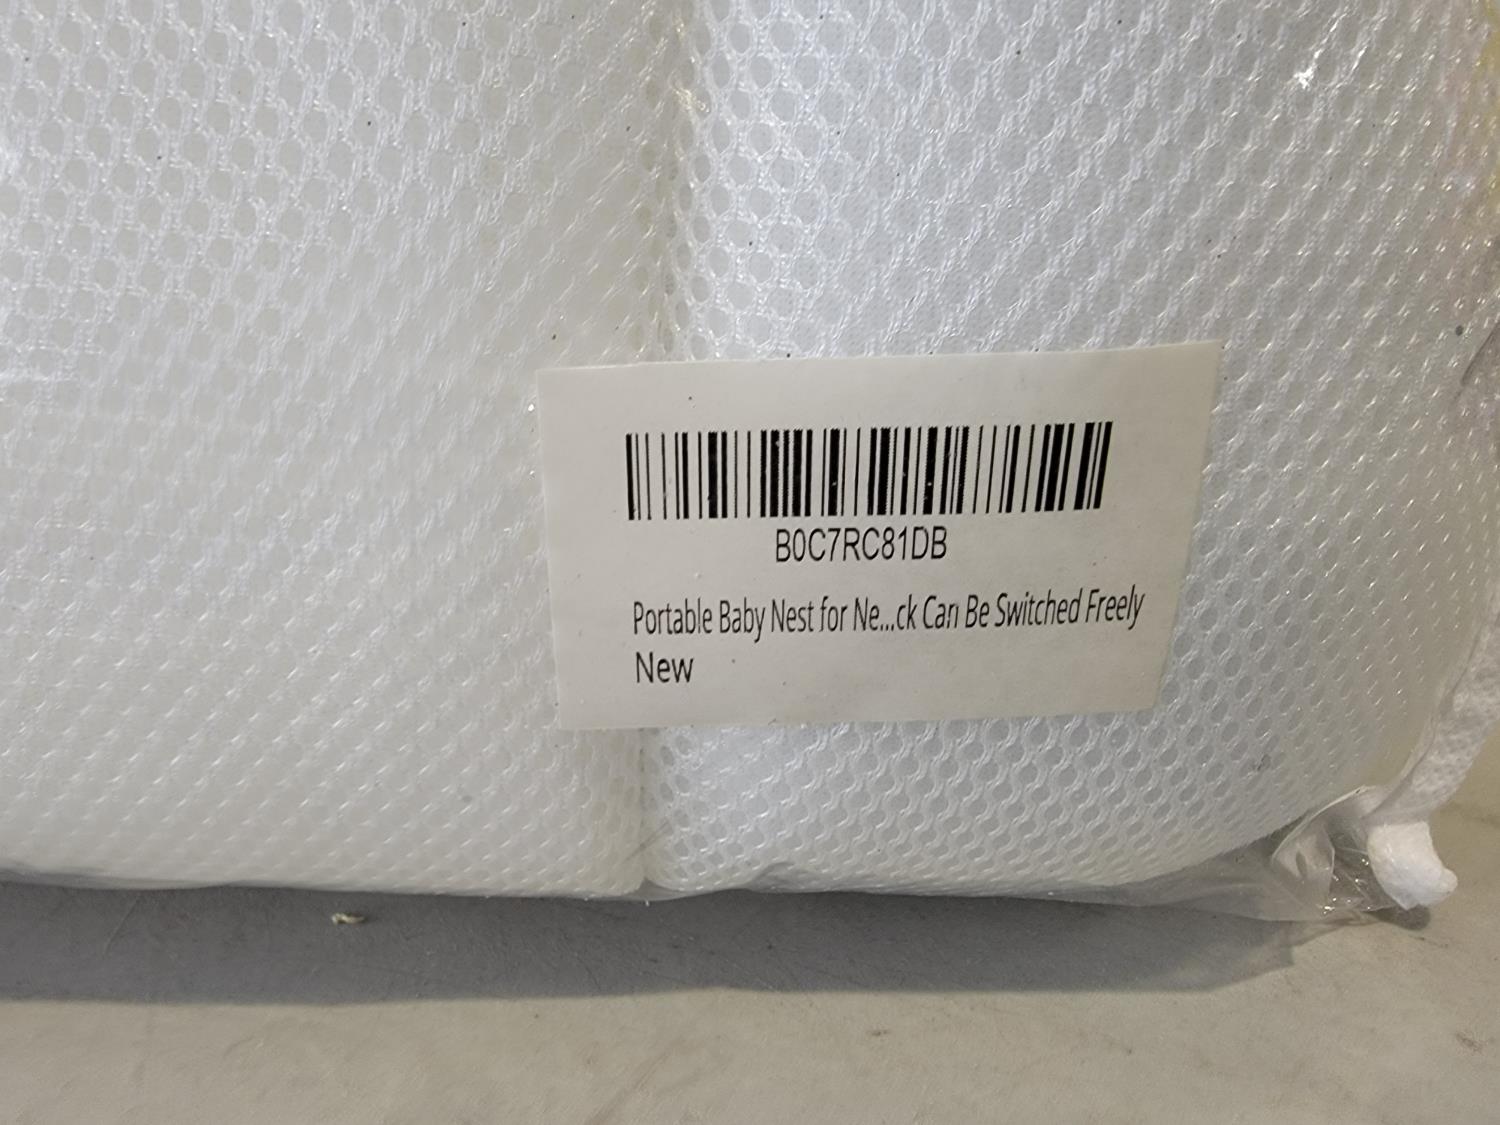 B0C7RC81DB
Portable Baby Nest for Ne...ck Can Be Switched Freely
New